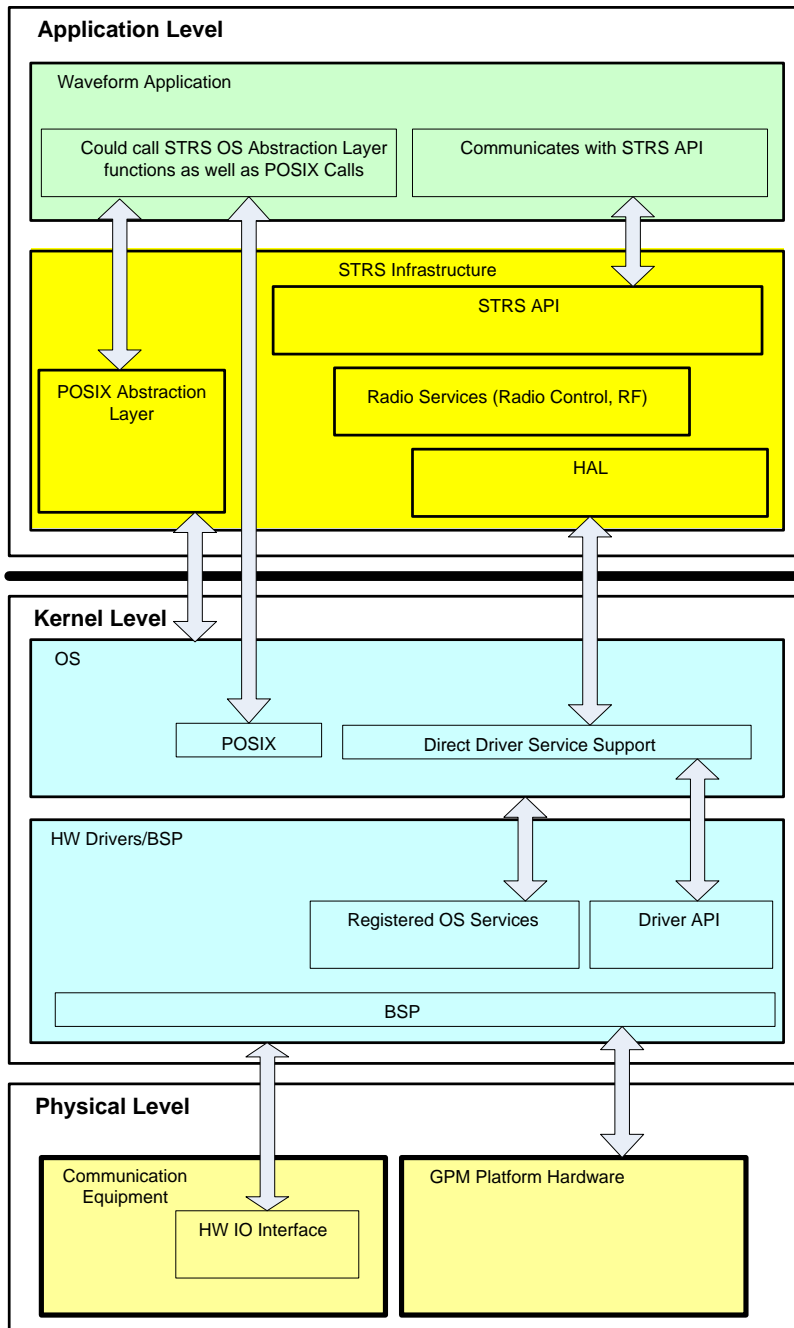 Application Level
Waveform Application
Could call STRS OS Abstraction Layer
functions as well as POSIX Calls
Communicates with STRS API
STRS Infrastructure
STRS API
POSIX Abstraction
Layer
Radio Services (Radio Control, RF)
HAL
Kernel Level
OS
POSIX
Direct Driver Service Support
HW Drivers/BSP
Registered OS Services
Driver API
BSP
Physical Level
Communication
Equipment
GPM Platform Hardware
HW IO Interface